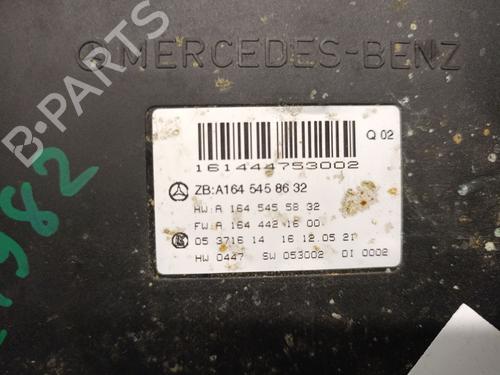 MERCEDES-BENZ
B-PARTS
Q 02
161444753002
ZB:A164 545 86 32
HW:A 164 545 58 32
FW:A 164 442 16 00
05 3716 14 16 12.05 21
HW 0447 SW 053002 01 0002